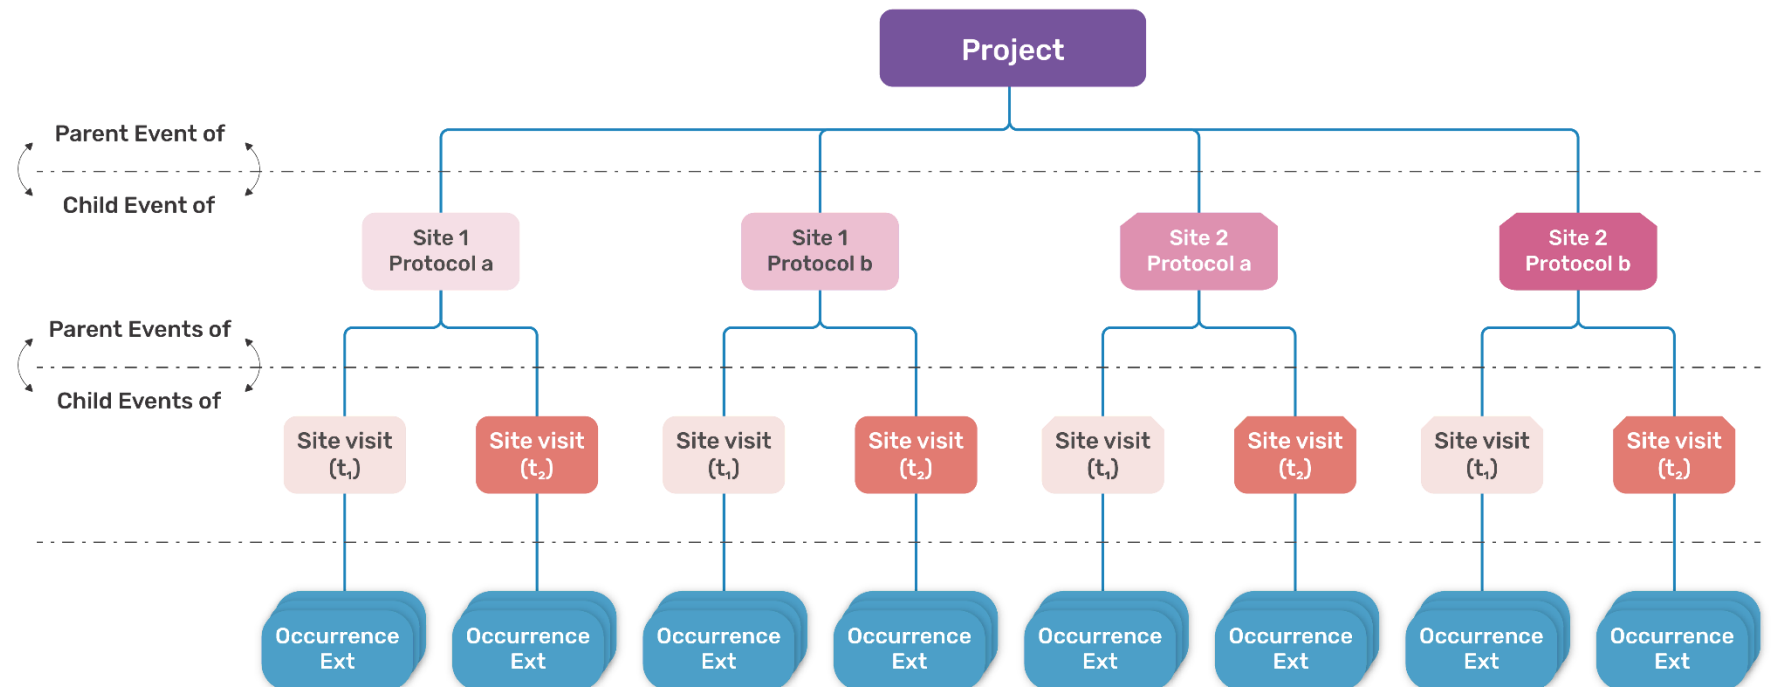 Project
Parent Event of
Child Event of
Site 1
Protocol a
Site 1
Protocol b
Site 2
Protocol a
Site 2
Protocol b
Parent Events of
Child Events of
Site visit
(t₁)
Site visit
(t₂)
Site visit
(t₁)
Site visit
(t₂)
Site visit
(t₁)
Site visit
(t₂)
Site visit
(t₁)
Site visit
(t₂)
Occurrence
Ext
Occurrence
Ext
Occurrence
Ext
Occurrence
Ext
Occurrence
Ext
Occurrence
Ext
Occurrence
Ext
Occurrence
Ext